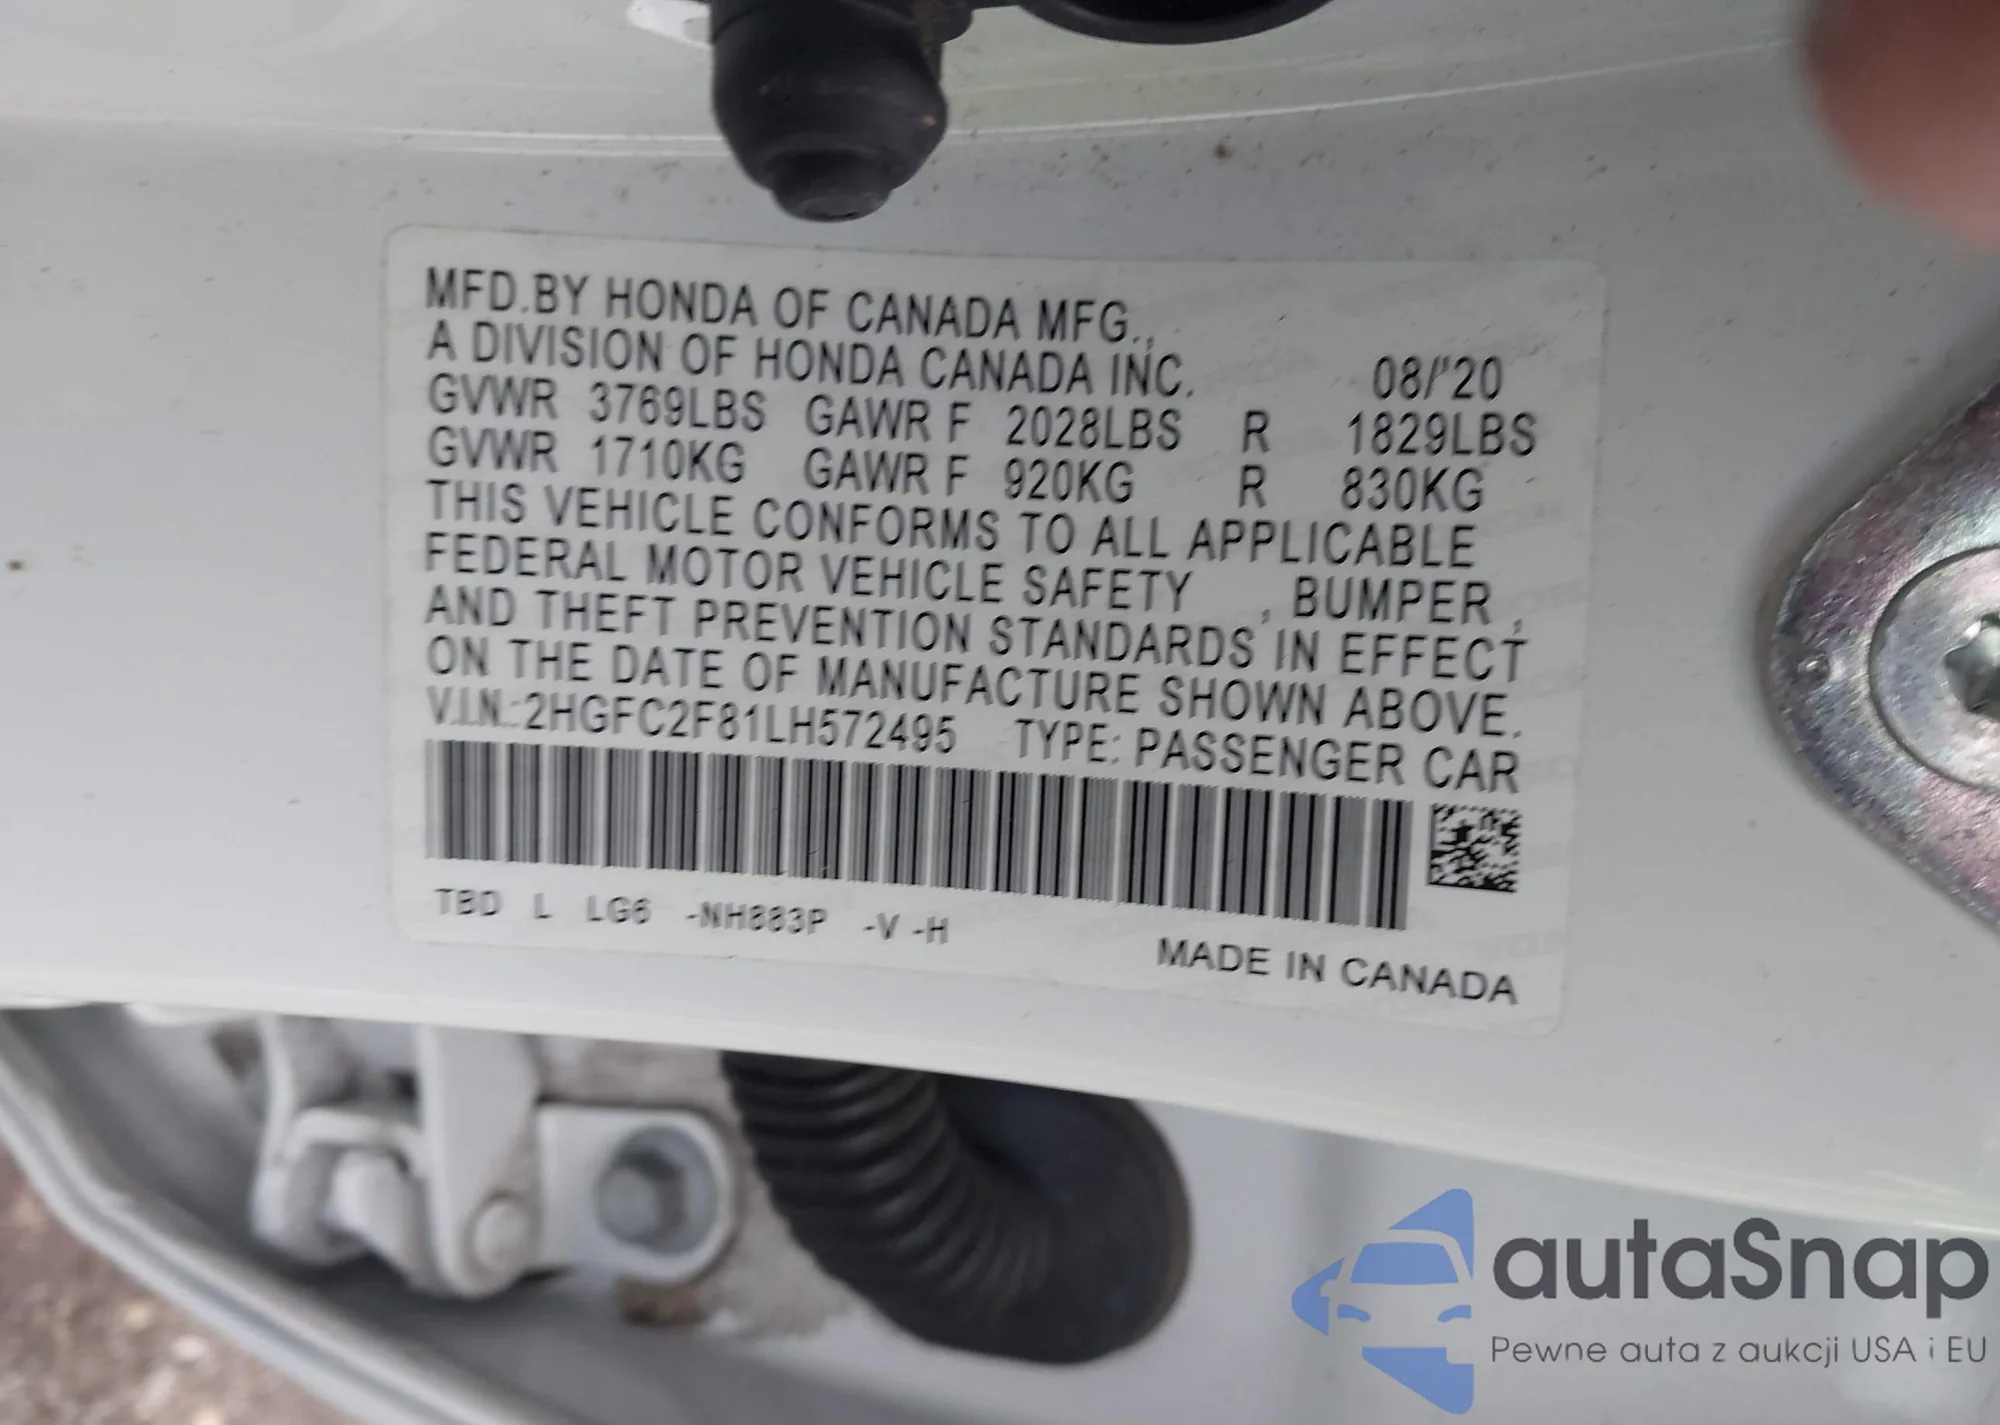 MFD.BY HONDA OF CANADA MFG.,
A DIVISION OF HONDA CANADA INC. 08/'20
GVWR 3769LBS GAWR F 2028LBS R 1829LBS
GVWR 1710KG GAWR F 920KG R 830KG
THIS VEHICLE CONFORMS TO ALL APPLICABLE
FEDERAL MOTOR VEHICLE SAFETY , BUMPER ,
AND THEFT PREVENTION STANDARDS IN EFFECT
ON THE DATE OF MANUFACTURE SHOWN ABOVE.
V.I.N.:2HGFC2F81LH572495 TYPE: PASSENGER CAR
TBD L LG6 -NH883P -V -H
MADE IN CANADA
autaSnap
Pewne auta z aukcji USA i EU